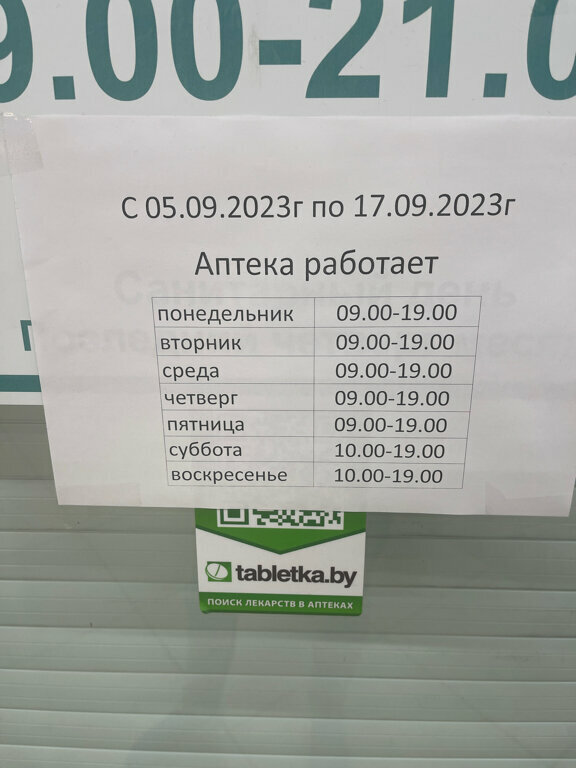 9.00-21.0
С 05.09.2023г по 17.09.2023г
Аптека работает
понедельник 09.00-19.00
вторник 09.00-19.00
среда 09.00-19.00
четверг 09.00-19.00
пятница 09.00-19.00
суббота 10.00-19.00
воскресенье 10.00-19.00
tabletka.by
ПОИСК ЛЕКАРСТВ В АПТЕКАХ